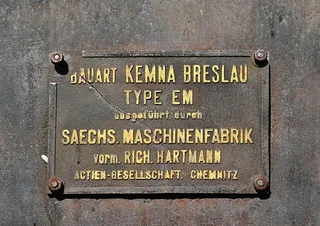 BAUART KEMNA BRESLAU
TYPE EM
ausgeführt durch
SAECHS. MASCHINENFABRIK
vorm. RICH. HARTMANN
ACTIEN-GESELLSCHAFT, CHEMNITZ